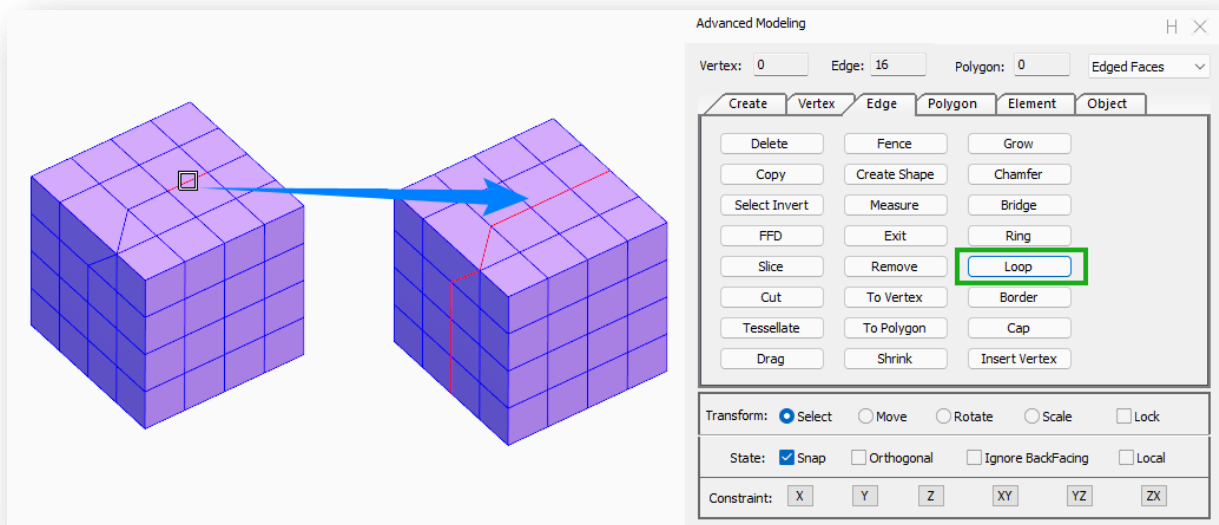 Advanced Modeling H
Vertex: 0 Edge: 16 Polygon: 0 Edged Faces
Create Vertex Edge Polygon Element Object
Delete Fence Grow
Copy Create Shape Chamfer
Select Invert Measure Bridge
FFD Exit Ring
Slice Remove Loop
Cut To Vertex Border
Tessellate To Polygon Cap
Drag Shrink Insert Vertex
Transform: Select Move Rotate Scale Lock
State: Snap Orthogonal Ignore BackFacing Local
Constraint: X Y Z XY YZ ZX